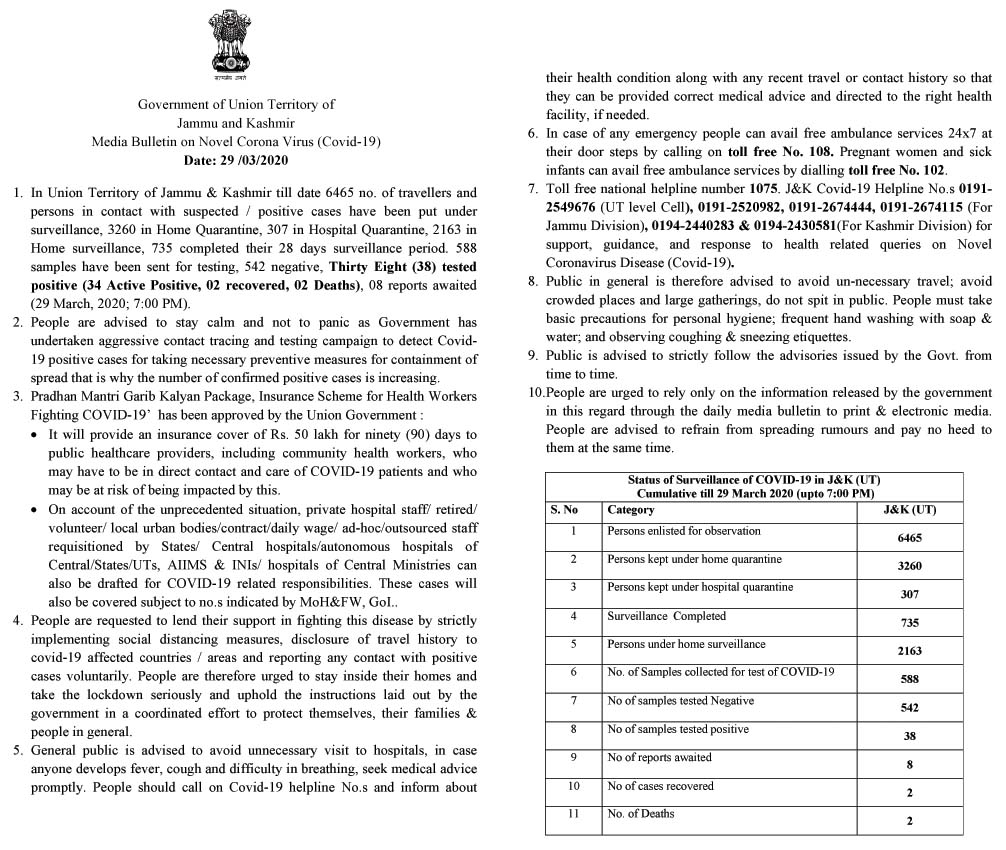 सत्यमेव जयते
Government of Union Territory of
Jammu and Kashmir
Media Bulletin on Novel Corona Virus (Covid-19)
Date: 29 /03/2020
1. In Union Territory of Jammu & Kashmir till date 6465 no. of travellers and
persons in contact with suspected / positive cases have been put under
surveillance, 3260 in Home Quarantine, 307 in Hospital Quarantine, 2163 in
Home surveillance, 735 completed their 28 days surveillance period. 588
samples have been sent for testing, 542 negative, Thirty Eight (38) tested
positive (34 Active Positive, 02 recovered, 02 Deaths), 08 reports awaited
(29 March, 2020; 7:00 PM).
2. People are advised to stay calm and not to panic as Government has
undertaken aggressive contact tracing and testing campaign to detect Covid-
19 positive cases for taking necessary preventive measures for containment of
spread that is why the number of confirmed positive cases is increasing.
3. Pradhan Mantri Garib Kalyan Package, Insurance Scheme for Health Workers
Fighting COVID-19’ has been approved by the Union Government :
• It will provide an insurance cover of Rs. 50 lakh for ninety (90) days to
public healthcare providers, including community health workers, who
may have to be in direct contact and care of COVID-19 patients and who
may be at risk of being impacted by this.
• On account of the unprecedented situation, private hospital staff/ retired/
volunteer/ local urban bodies/contract/daily wage/ ad-hoc/outsourced staff
requisitioned by States/ Central hospitals/autonomous hospitals of
Central/States/UTs, AIIMS & INIs/ hospitals of Central Ministries can
also be drafted for COVID-19 related responsibilities. These cases will
also be covered subject to no.s indicated by MoH&FW, GoI..
4. People are requested to lend their support in fighting this disease by strictly
implementing social distancing measures, disclosure of travel history to
covid-19 affected countries / areas and reporting any contact with positive
cases voluntarily. People are therefore urged to stay inside their homes and
take the lockdown seriously and uphold the instructions laid out by the
government in a coordinated effort to protect themselves, their families &
people in general.
5. General public is advised to avoid unnecessary visit to hospitals, in case
anyone develops fever, cough and difficulty in breathing, seek medical advice
promptly. People should call on Covid-19 helpline No.s and inform about
their health condition along with any recent travel or contact history so that
they can be provided correct medical advice and directed to the right health
facility, if needed.
6. In case of any emergency people can avail free ambulance services 24x7 at
their door steps by calling on toll free No. 108. Pregnant women and sick
infants can avail free ambulance services by dialling toll free No. 102.
7. Toll free national helpline number 1075. J&K Covid-19 Helpline No.s 0191-
2549676 (UT level Cell), 0191-2520982, 0191-2674444, 0191-2674115 (For
Jammu Division), 0194-2440283 & 0194-2430581(For Kashmir Division) for
support, guidance, and response to health related queries on Novel
Coronavirus Disease (Covid-19).
8. Public in general is therefore advised to avoid un-necessary travel; avoid
crowded places and large gatherings, do not spit in public. People must take
basic precautions for personal hygiene; frequent hand washing with soap &
water; and observing coughing & sneezing etiquettes.
9. Public is advised to strictly follow the advisories issued by the Govt. from
time to time.
10.People are urged to rely only on the information released by the government
in this regard through the daily media bulletin to print & electronic media.
People are advised to refrain from spreading rumours and pay no heed to
them at the same time.
Status of Surveillance of COVID-19 in J&K (UT)
Cumulative till 29 March 2020 (upto 7:00 PM)
S. No Category J&K (UT)
1 Persons enlisted for observation 6465
2 Persons kept under home quarantine 3260
3 Persons kept under hospital quarantine 307
4 Surveillance Completed 735
5 Persons under home surveillance 2163
6 No. of Samples collected for test of COVID-19 588
7 No of samples tested Negative 542
8 No of samples tested positive 38
9 No of reports awaited 8
10 No of cases recovered 2
11 No. of Deaths 2